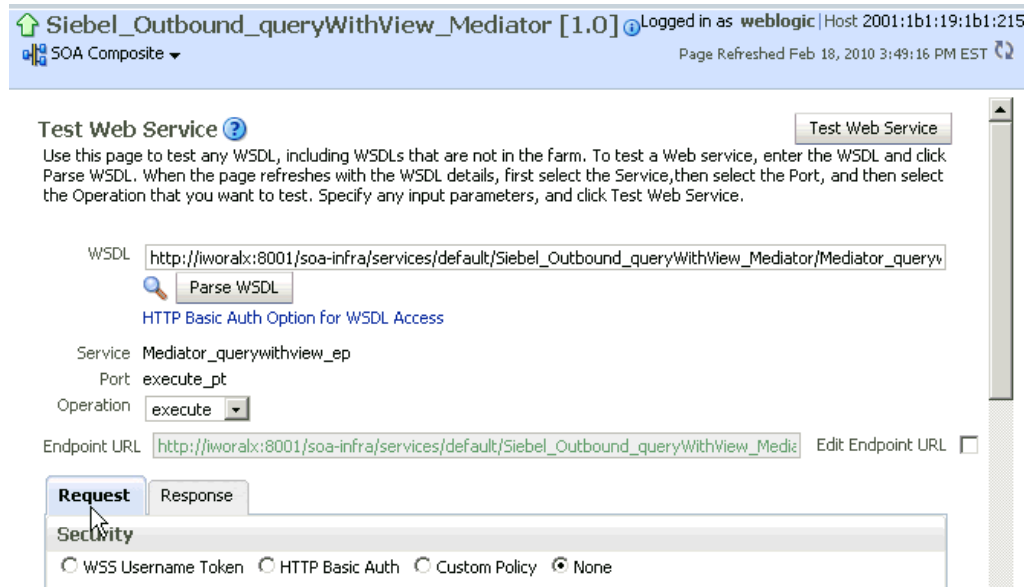 Siebel_Outbound_queryWithView_Mediator [1.0] Logged in as weblogic|Host 2001:1b1:19:1b1:215
SOA Composite Page Refreshed Feb 18, 2010 3:49:16 PM EST
Test Web Service Test Web Service
Use this page to test any WSDL, including WSDLs that are not in the farm. To test a Web service, enter the WSDL and click
Parse WSDL. When the page refreshes with the WSDL details, first select the Service,then select the Port, and then select
the Operation that you want to test. Specify any input parameters, and click Test Web Service.
WSDL http://iworalx:8001/soa-infra/services/default/Siebel_Outbound_queryWithView_Mediator/Mediator_query
Parse WSDL
HTTP Basic Auth Option for WSDL Access
Service Mediator_querywithview_ep
Port execute_pt
Operation execute
Endpoint URL http://iworalx:8001/soa-infra/services/default/Siebel_Outbound_queryWithView_Media Edit Endpoint URL
Request Response
Security
WSS Username Token HTTP Basic Auth Custom Policy None